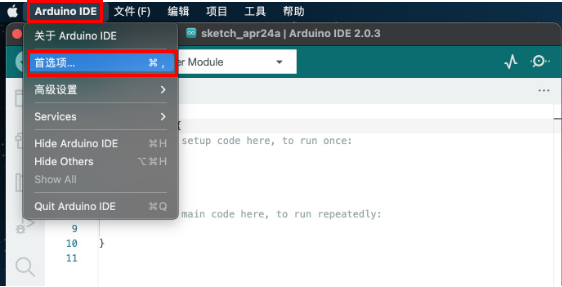 Arduino IDE 文件(F) 编辑 项目 工具 帮助
sketch_apr24a | Arduino IDE 2.0.3
关于 Arduino IDE
首选项... ⌘ ,
er Module
高级设置
Services
{
setup code here, to run once:
Hide Arduino IDE ⌘H
Hide Others ⌥⌘H
Show All
Quit Arduino IDE ⌘Q
main code here, to run repeatedly:
9
10 }
11